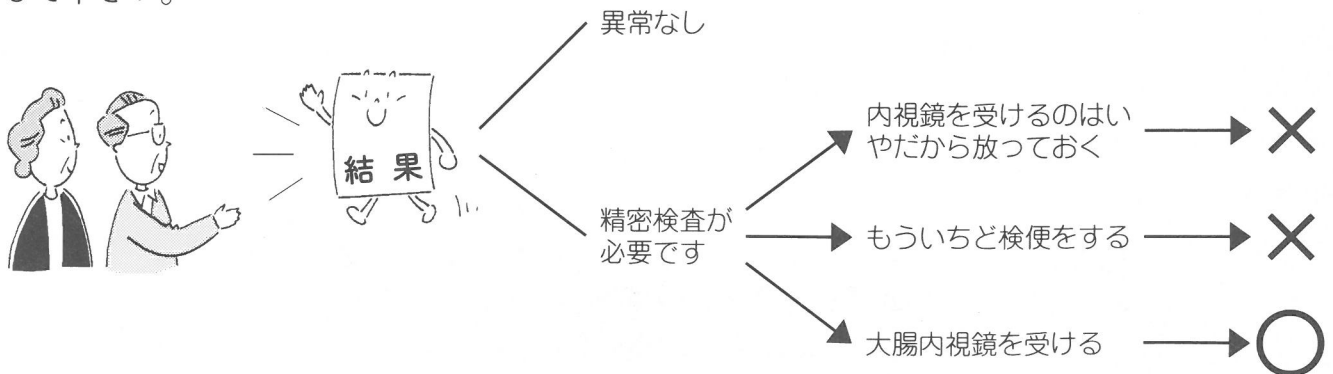 異常なし
結果
内視鏡を受けるのはい
やだから放っておく
精密検査が
必要です
もういちど検便をする
大腸内視鏡を受ける